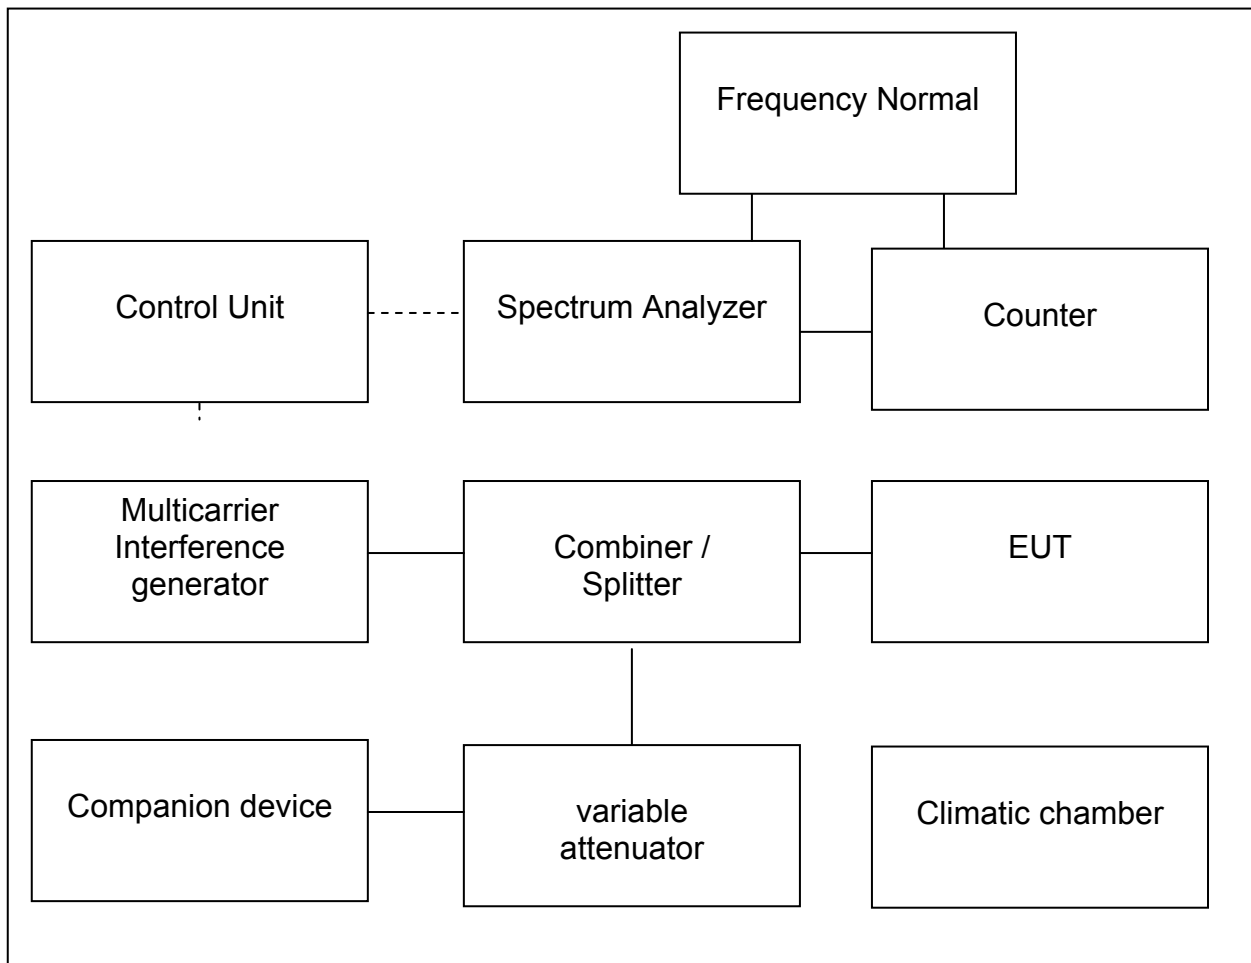 Frequency Normal
Control Unit
Spectrum Analyzer
Counter
Multicarrier
Interference
generator
Combiner /
Splitter
EUT
Companion device
variable
attenuator
Climatic chamber